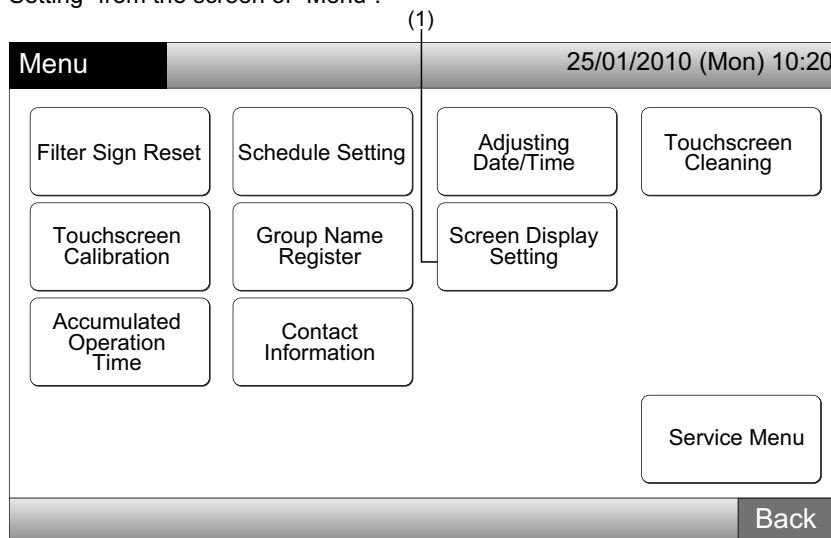 Setting" from the screen of "Menu".
(1)
Menu 25/01/2010 (Mon) 10:20
Filter Sign Reset
Schedule Setting
Adjusting
Date/Time
Touchscreen
Cleaning
Touchscreen
Calibration
Group Name
Register
Screen Display
Setting
Accumulated
Operation
Time
Contact
Information
Service Menu
Back